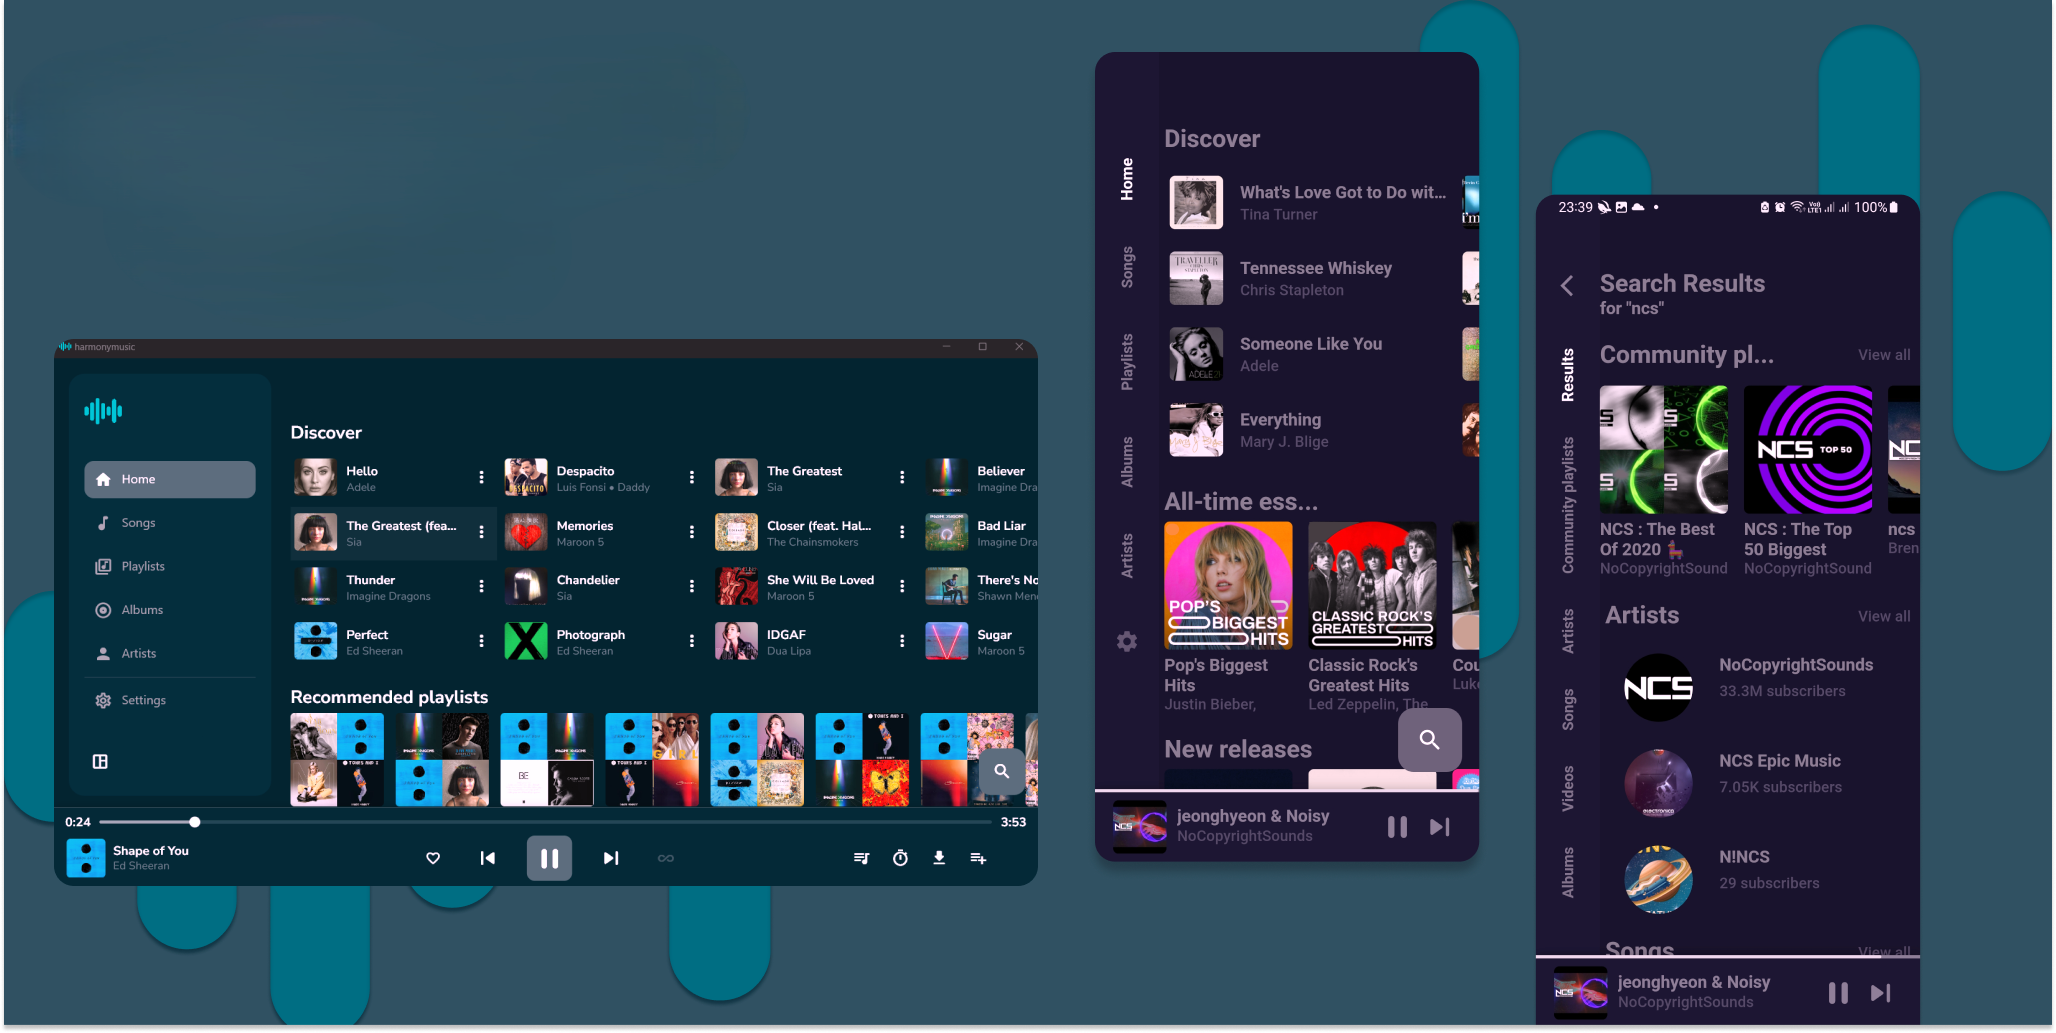 harmonymusic
Home
Songs
Playlists
Albums
Artists
Settings
Discover
Hello
Adele
Despacito
Luis Fonsi • Daddy
The Greatest
Sia
Believer
Imagine Dra
The Greatest (fea...
Sia
Memories
Maroon 5
Closer (feat. Hal...
The Chainsmokers
Bad Liar
Imagine Dra
Thunder
Imagine Dragons
Chandelier
Sia
She Will Be Loved
Maroon 5
There's No
Shawn Men
Perfect
Ed Sheeran
Photograph
Ed Sheeran
IDGAF
Dua Lipa
Sugar
Maroon 5
Recommended playlists
0:24
3:53
Shape of You
Ed Sheeran
Home
Songs
Playlists
Albums
Artists
Discover
What's Love Got to Do wit...
Tina Turner
Tennessee Whiskey
Chris Stapleton
Someone Like You
Adele
Everything
Mary J. Blige
All-time ess...
POP'S
BIGGEST
HITS
CLASSIC ROCK'S
GREATEST
HITS
Pop's Biggest
Hits
Justin Bieber,
Classic Rock's
Greatest Hits
Led Zeppelin, The
Cou
Luke
New releases
jeonghyeon & Noisy
NoCopyrightSounds
23:39
100%
Search Results
for "ncs"
Results
Community playlists
Artists
Songs
Videos
Albums
Community pl...
View all
NCS TOP 50
NCS : The Best
Of 2020
NoCopyrightSound
NCS : The Top
50 Biggest
NoCopyrightSound
ncs
Bren
Artists
View all
NCS
NoCopyrightSounds
33.3M subscribers
NCS Epic Music
7.05K subscribers
N!NCS
29 subscribers
Songs
View all
jeonghyeon & Noisy
NoCopyrightSounds